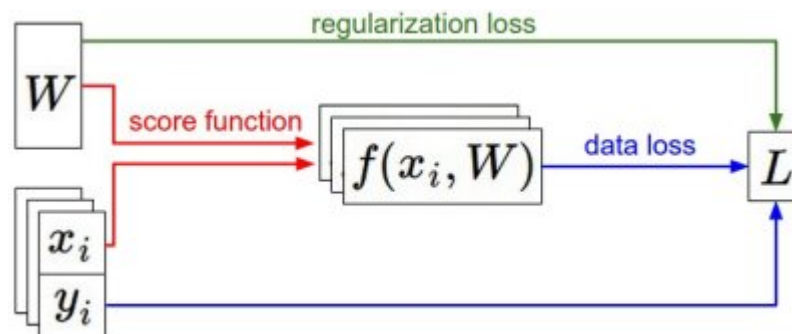 regularization loss
W
score function
f(x_i, W)
data loss
L
x_i
y_i